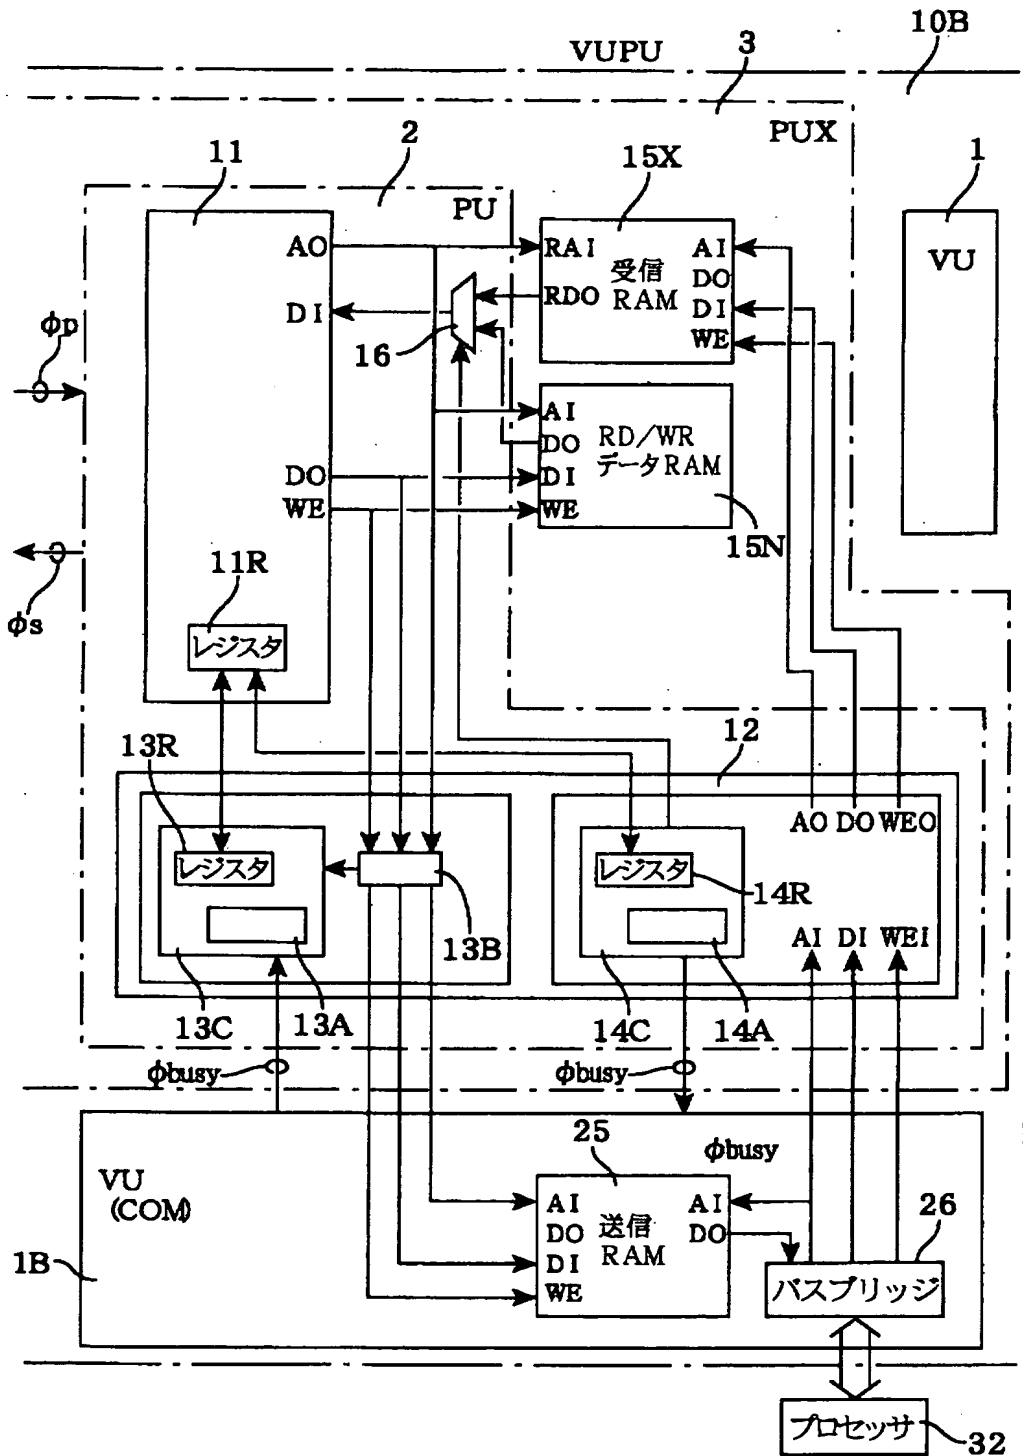 10B
VUPU
3
PUX
2
11
15X
1
PU
VU
AO
RAI
受信
RAM
AI
DO
RDO
DI
DI
WE
16
φp
AI
RD/WR
DO
データRAM
DO
DI
WE
WE
15N
φs
11R
レジスタ
13R
12
AO DO WEO
レジスタ
レジスタ
14R
13B
AI DI WEI
13C
13A
14C
14A
φbusy
φbusy
25
φbusy
VU
(COM)
26
AI
送信
AI
DO
RAM
DO
1B
DI
バスブリッジ
WE
プロセッサ
32